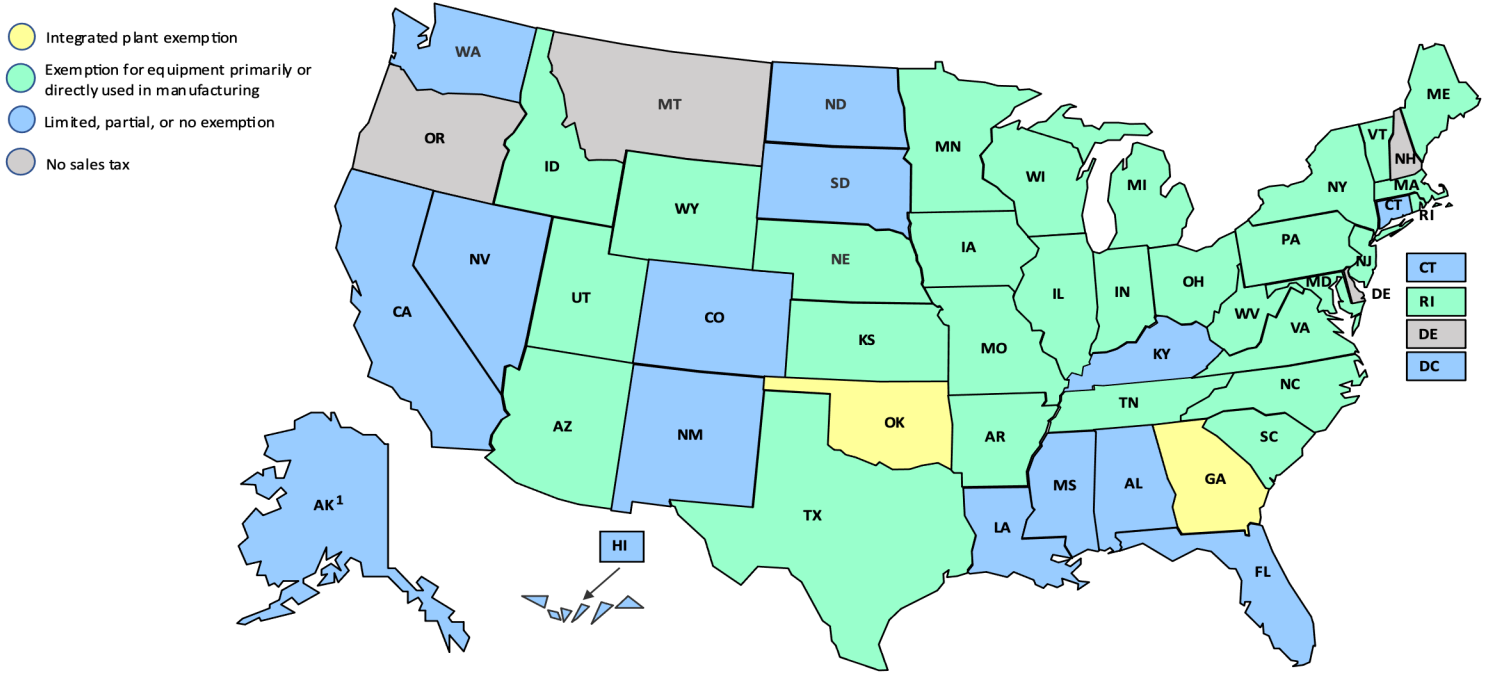 Integrated plant exemption
Exemption for equipment primarily or
directly used in manufacturing
Limited, partial, or no exemption
No sales tax
WA
OR
MT
ID
ND
SD
MN
WI
MI
ME
VT
NH
NY
MA
CT
RI
WY
CA
NV
UT
CO
NE
KS
IA
IL
IN
OH
PA
NJ
MD
DE
MO
KY
WV
VA
AZ
NM
OK
AR
TN
NC
SC
TX
LA
MS
AL
GA
FL
AK1
HI
CT
RI
DE
DC